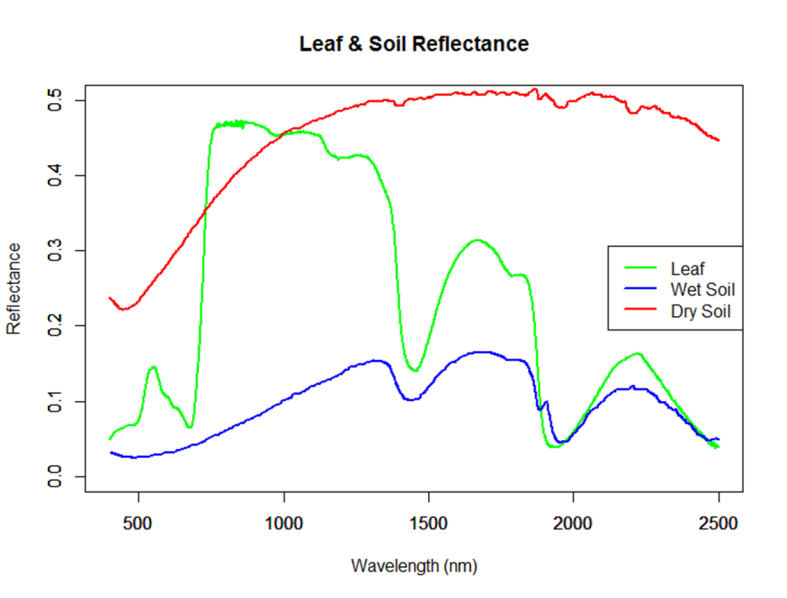 Leaf & Soil Reflectance
0.5
0.4
0.3
0.2
0.1
0.0
Reflectance
Leaf
Wet Soil
Dry Soil
500 1000 1500 2000 2500
Wavelength (nm)